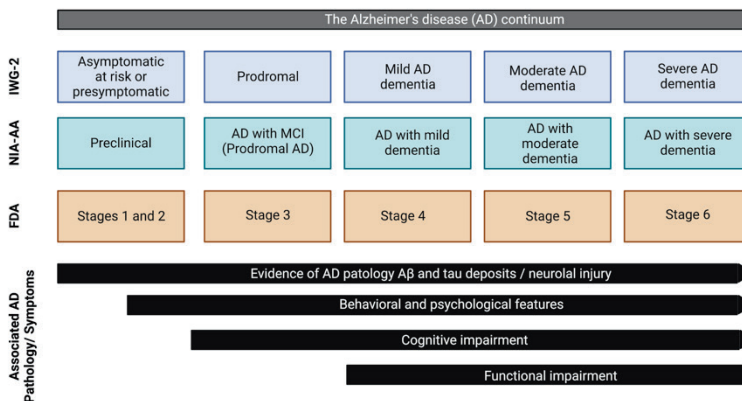 The Alzheimer's disease (AD) continuum
IWG-2
Asymptomatic
at risk or
presymptomatic
Prodromal
Mild AD
dementia
Moderate AD
dementia
Severe AD
dementia
NIA-AA
Preclinical
AD with MCI
(Prodromal AD)
AD with mild
dementia
AD with
moderate
dementia
AD with severe
dementia
FDA
Stages 1 and 2
Stage 3
Stage 4
Stage 5
Stage 6
Associated AD
Pathology/ Symptoms
Evidence of AD patology Aβ and tau deposits / neurolal injury
Behavioral and psychological features
Cognitive impairment
Functional impairment